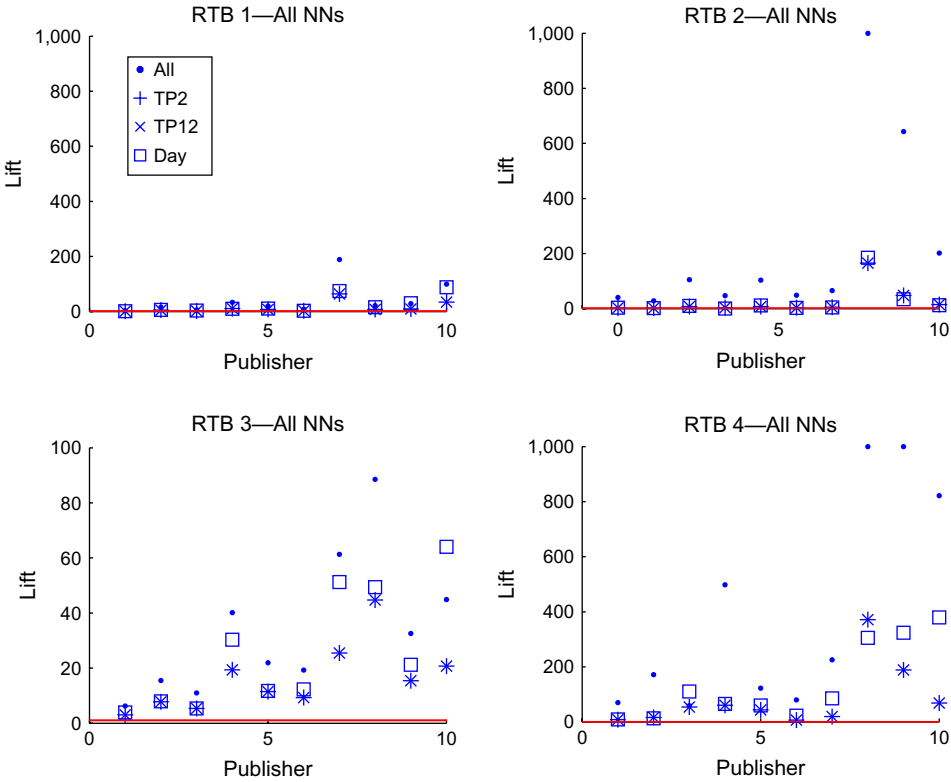 RTB 1—All NNs
1,000
800
600
400
200
0
0
5
10
Lift
Publisher
All
TP2
TP12
Day
RTB 2—All NNs
1,000
800
600
400
200
0
0
5
10
Lift
Publisher
RTB 3—All NNs
100
80
60
40
20
0
0
5
10
Lift
Publisher
RTB 4—All NNs
1,000
800
600
400
200
0
0
5
10
Lift
Publisher